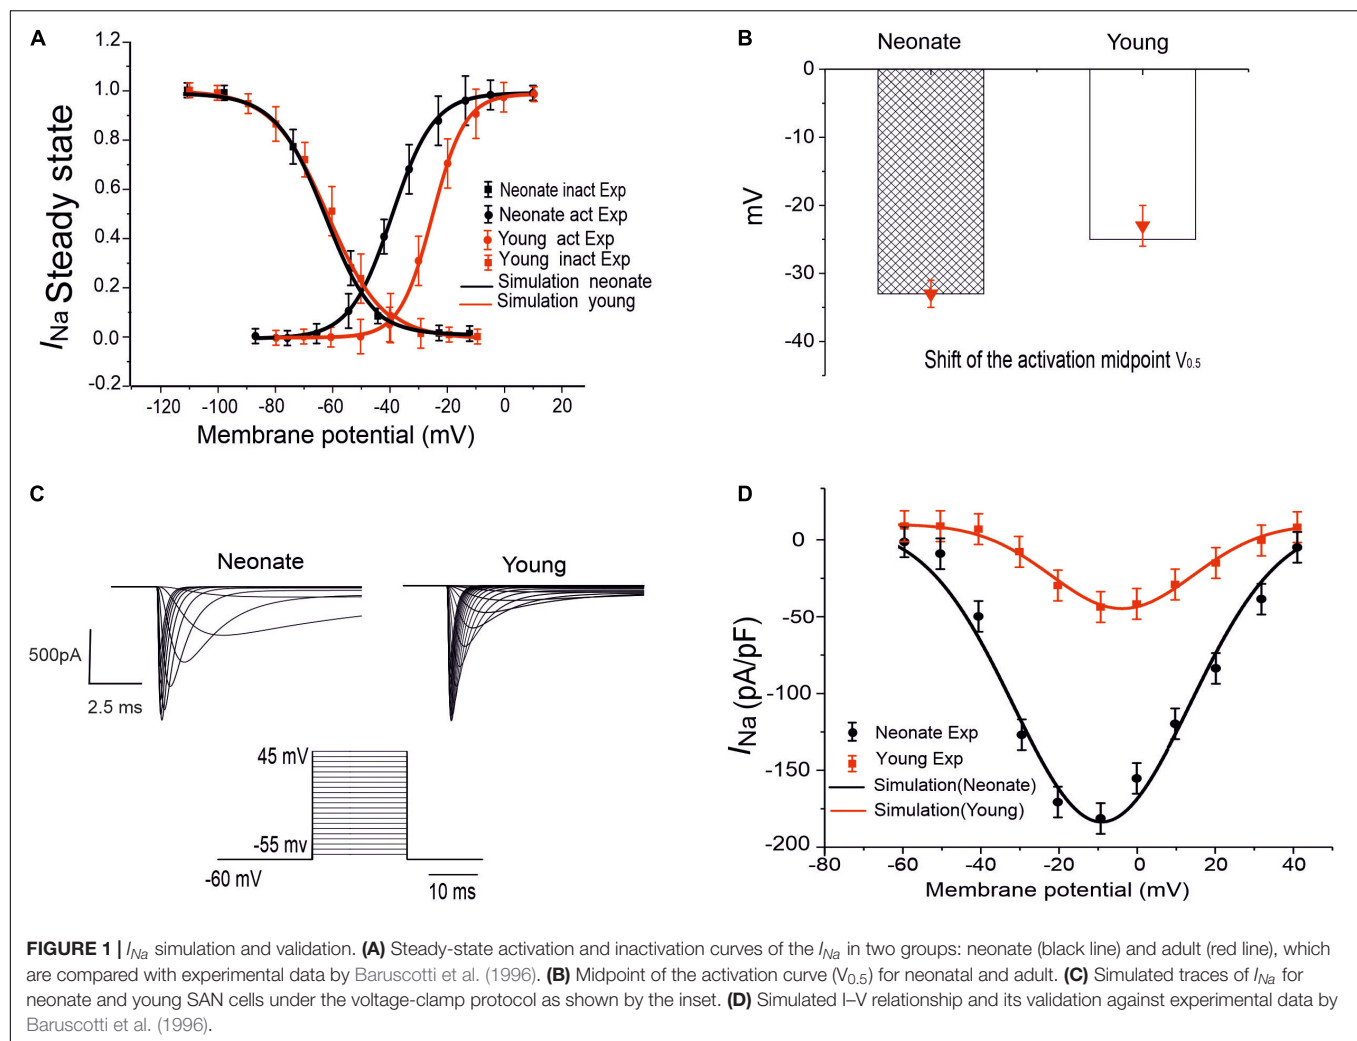 A
1.2
1.0
0.8
0.6
0.4
0.2
0.0
-0.2
INa Steady state
-120 -100 -80 -60 -40 -20 0 20
Membrane potential (mV)
Neonate inact Exp
Neonate act Exp
Young act Exp
Young inact Exp
Simulation neonate
Simulation young
B
Neonate Young
0
-10
-20
-30
-40
mV
Shift of the activation midpoint V0.5
C
Neonate Young
500pA
2.5 ms
45 mV
-55 mv
-60 mV
10 ms
D
0
-50
-100
-150
-200
INa (pA/pF)
-80 -60 -40 -20 0 20 40
Membrane potential (mV)
Neonate Exp
Young Exp
Simulation(Neonate)
Simulation(Young)
FIGURE 1 | INa simulation and validation. (A) Steady-state activation and inactivation curves of the INa in two groups: neonate (black line) and adult (red line), which
are compared with experimental data by Baruscotti et al. (1996). (B) Midpoint of the activation curve (V0.5) for neonatal and adult. (C) Simulated traces of INa for
neonate and young SAN cells under the voltage-clamp protocol as shown by the inset. (D) Simulated I–V relationship and its validation against experimental data by
Baruscotti et al. (1996).